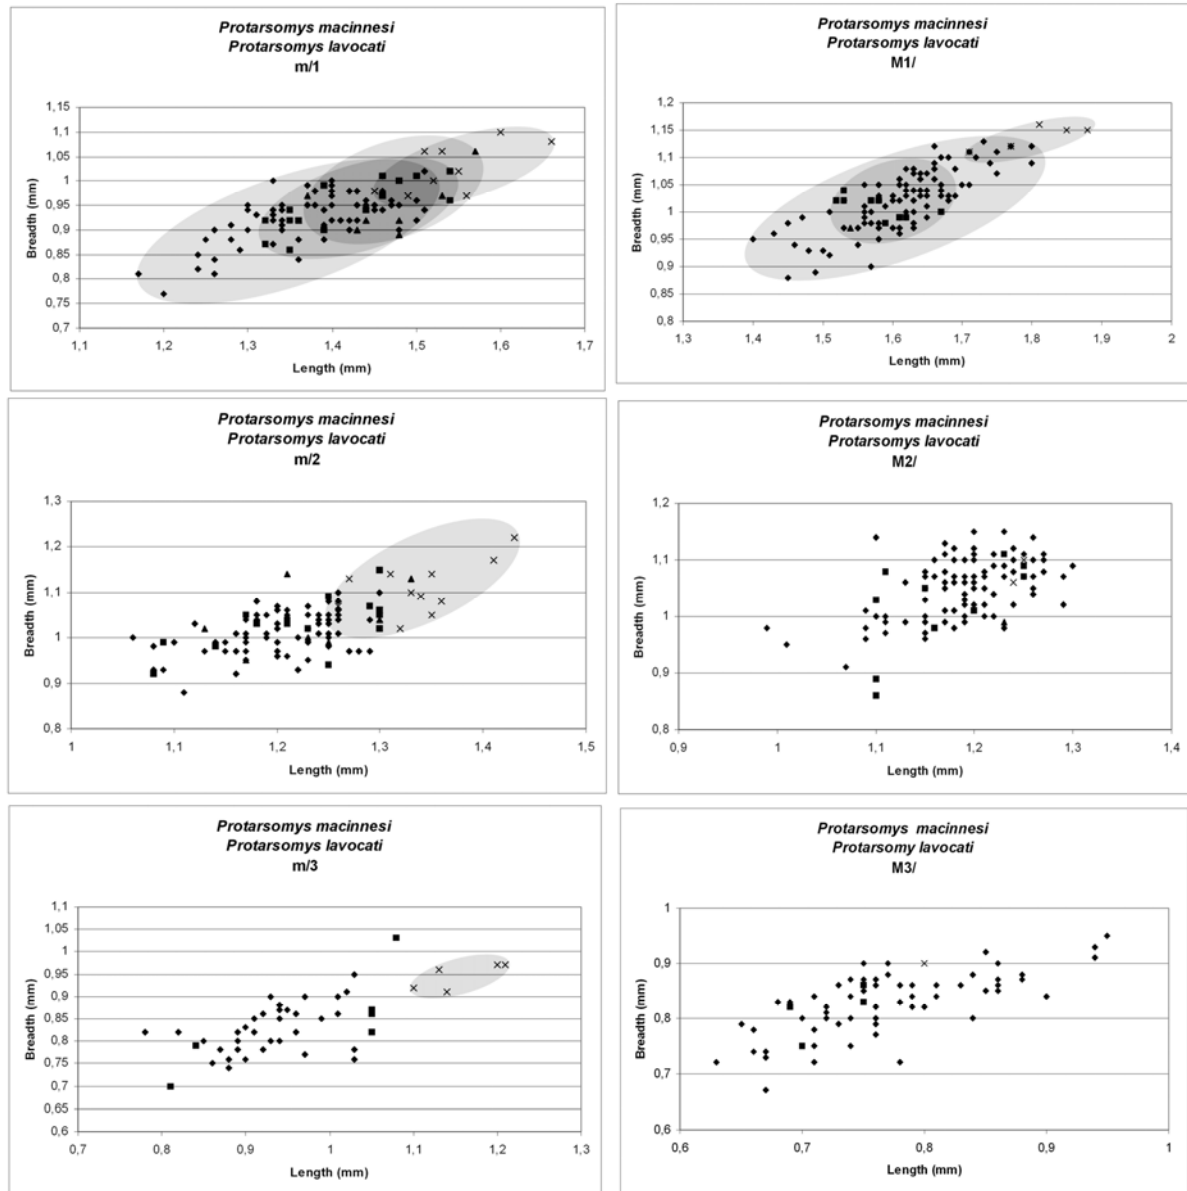 Protarsomys macinnesi
Protarsomys lavocati
m/1
Breadth (mm)
1,15
1,1
1,05
1
0,95
0,9
0,85
0,8
0,75
0,7
1,1 1,2 1,3 1,4 1,5 1,6 1,7
Length (mm)
Protarsomys macinnesi
Protarsomys lavocati
M1/
Breadth (mm)
1,2
1,15
1,1
1,05
1
0,95
0,9
0,85
0,8
1,3 1,4 1,5 1,6 1,7 1,8 1,9 2
Length (mm)
Protarsomys macinnesi
Protarsomys lavocati
m/2
Breadth (mm)
1,3
1,2
1,1
1
0,9
0,8
1 1,1 1,2 1,3 1,4 1,5
Length (mm)
Protarsomys macinnesi
Protarsomys lavocati
M2/
Breadth (mm)
1,2
1,1
1
0,9
0,8
0,9 1 1,1 1,2 1,3 1,4
Length (mm)
Protarsomys macinnesi
Protarsomys lavocati
m/3
Breadth (mm)
1,1
1,05
1
0,95
0,9
0,85
0,8
0,75
0,7
0,65
0,6
0,7 0,8 0,9 1 1,1 1,2 1,3
Length (mm)
Protarsomys macinnesi
Protarsomy lavocati
M3/
Breadth (mm)
1
0,9
0,8
0,7
0,6
0,6 0,7 0,8 0,9 1
Length (mm)